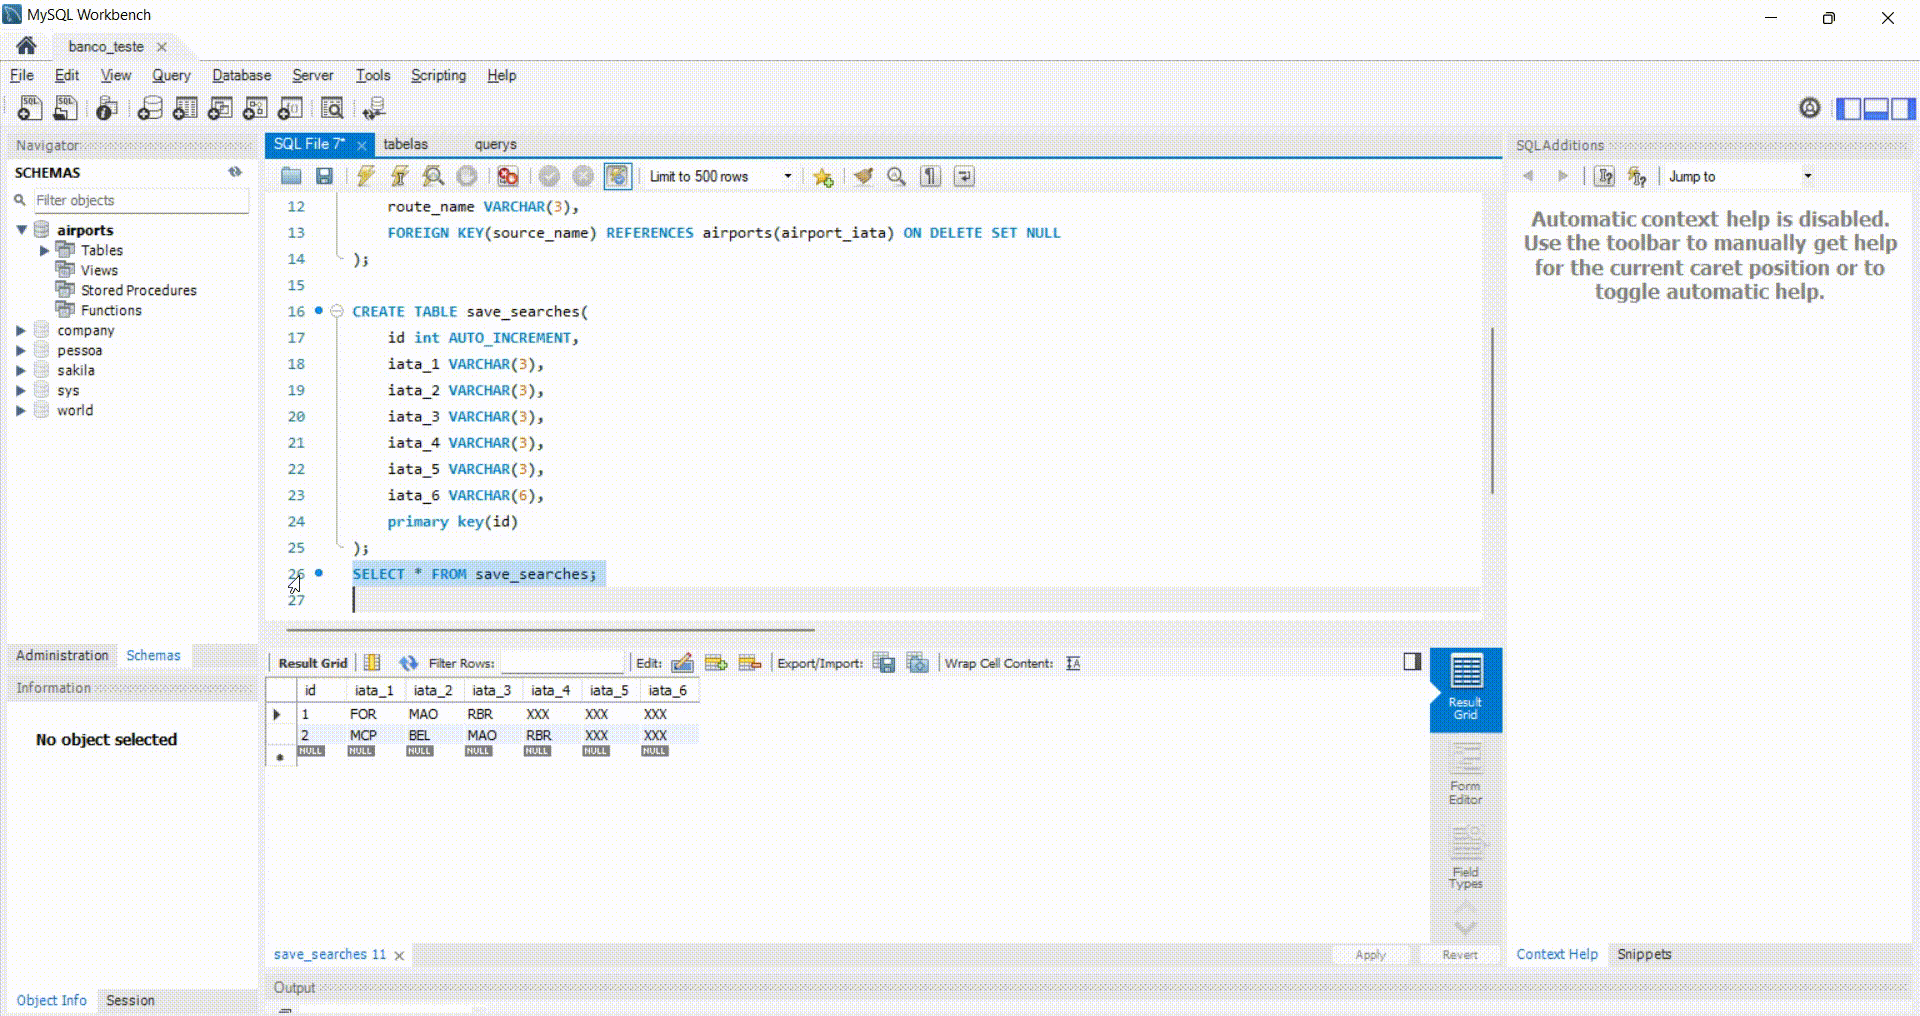 MySQL Workbench
banco_teste
File Edit View Query Database Server Tools Scripting Help
Navigator
SCHEMAS
Filter objects
airports
Tables
Views
Stored Procedures
Functions
company
pessoa
sakila
sys
world
Administration Schemas
Information
No object selected
Object Info Session
SQL File 7* tabelas querys
Limit to 500 rows
12 route_name VARCHAR(3),
13 FOREIGN KEY(source_name) REFERENCES airports(airport_iata) ON DELETE SET NULL
14 );
15
16 CREATE TABLE save_searches(
17 id int AUTO_INCREMENT,
18 iata_1 VARCHAR(3),
19 iata_2 VARCHAR(3),
20 iata_3 VARCHAR(3),
21 iata_4 VARCHAR(3),
22 iata_5 VARCHAR(3),
23 iata_6 VARCHAR(6),
24 primary key(id)
25 );
26 SELECT * FROM save_searches;
27
Result Grid Filter Rows: Edit: Export/Import: Wrap Cell Content:
id iata_1 iata_2 iata_3 iata_4 iata_5 iata_6
1 FOR MAO RBR XXX XXX XXX
2 MCP BEL MAO RBR XXX XXX
NULL NULL NULL NULL NULL NULL NULL
Result Grid
Form Editor
Field Types
save_searches 11 Apply Revert
Output
SQLAdditions
Jump to
Automatic context help is disabled.
Use the toolbar to manually get help
for the current caret position or to
toggle automatic help.
Context Help Snippets